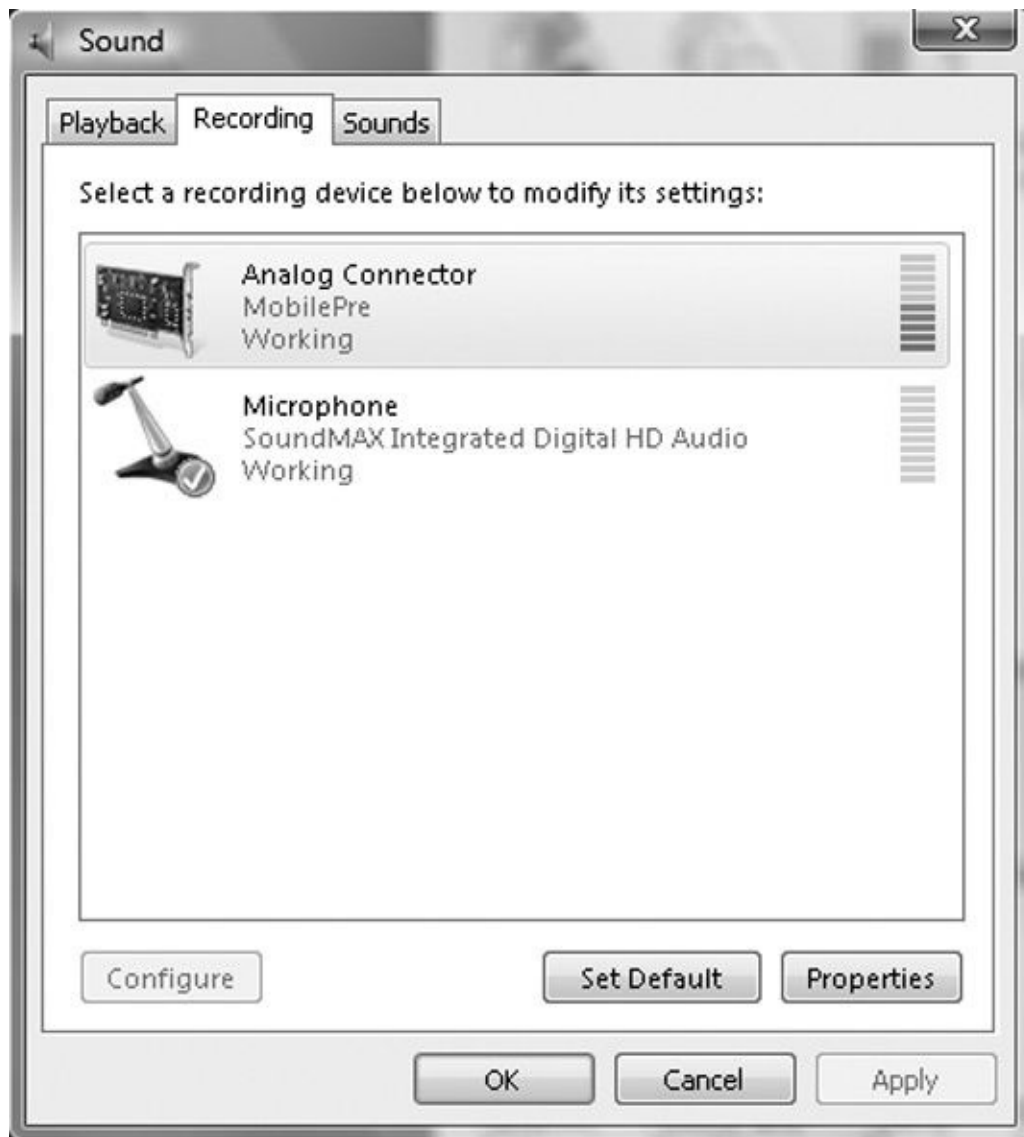 Sound
Playback Recording Sounds
Select a recording device below to modify its settings:
Analog Connector
MobilePre
Working
Microphone
SoundMAX Integrated Digital HD Audio
Working
Configure Set Default Properties
OK Cancel Apply